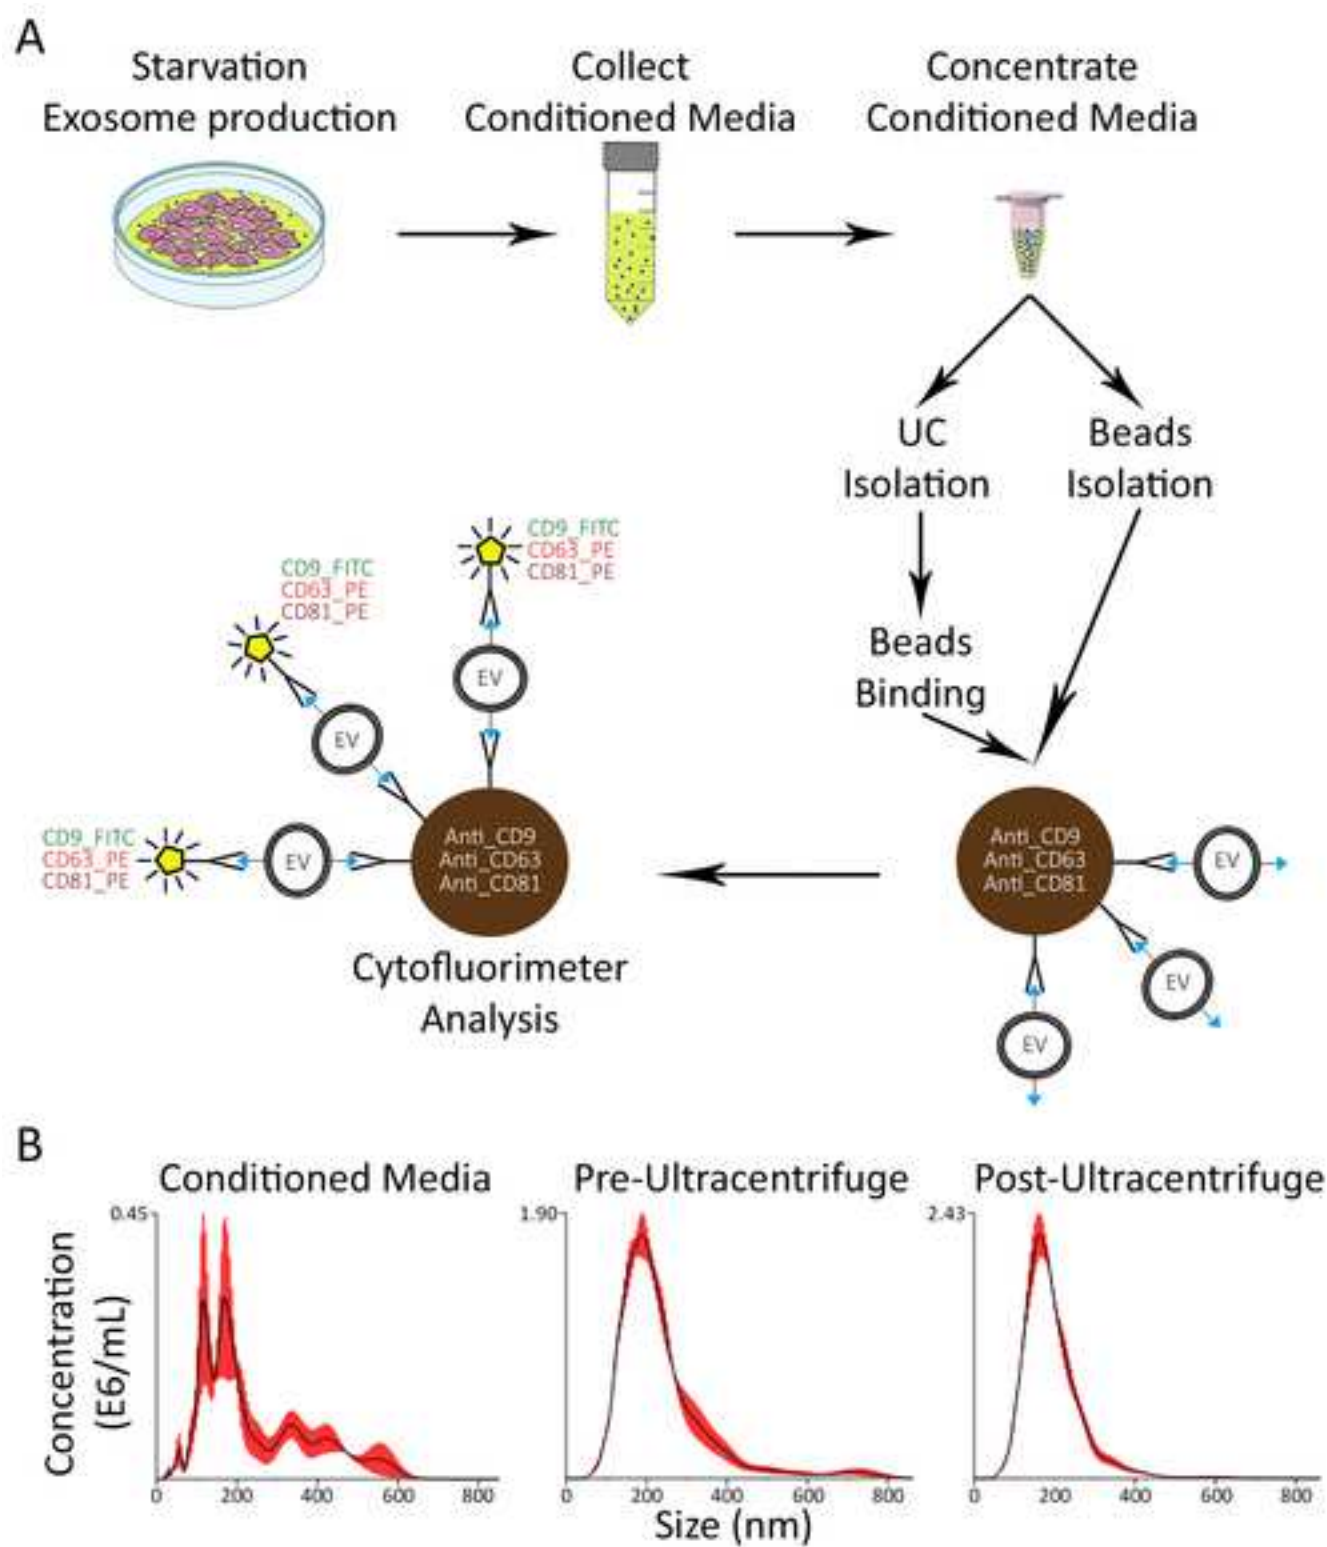 A
Starvation
Exosome production
Collect
Conditioned Media
Concentrate
Conditioned Media
UC
Isolation
Beads
Isolation
Beads
Binding
CD9_FITC
CD63_PE
CD81_PE
CD9_FITC
CD63_PE
CD81_PE
CD9_FITC
CD63_PE
CD81_PE
EV
EV
EV
Anti_CD9
Anti_CD63
Anti_CD81
Cytofluorimeter
Analysis
Anti_CD9
Anti_CD63
Anti_CD81
EV
EV
EV
B
Conditioned Media
Pre-Ultracentrifuge
Post-Ultracentrifuge
Concentration
(E6/mL)
0.45
1.90
2.43
0 200 400 600 800
0 200 400 600 800
0 200 400 600 800
Size (nm)